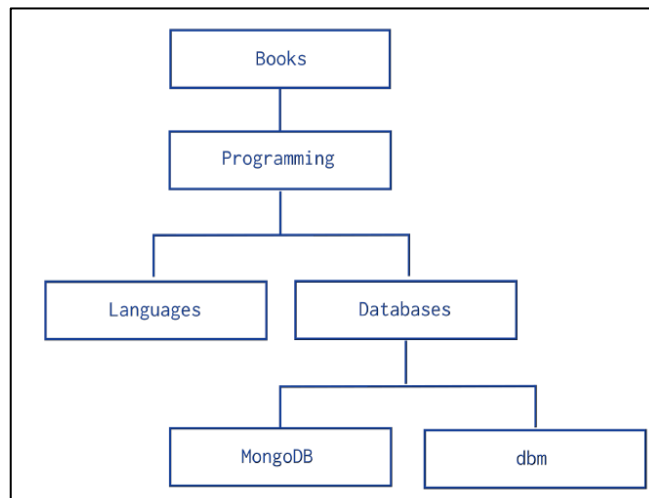 Books
Programming
Languages
Databases
MongoDB
dbm